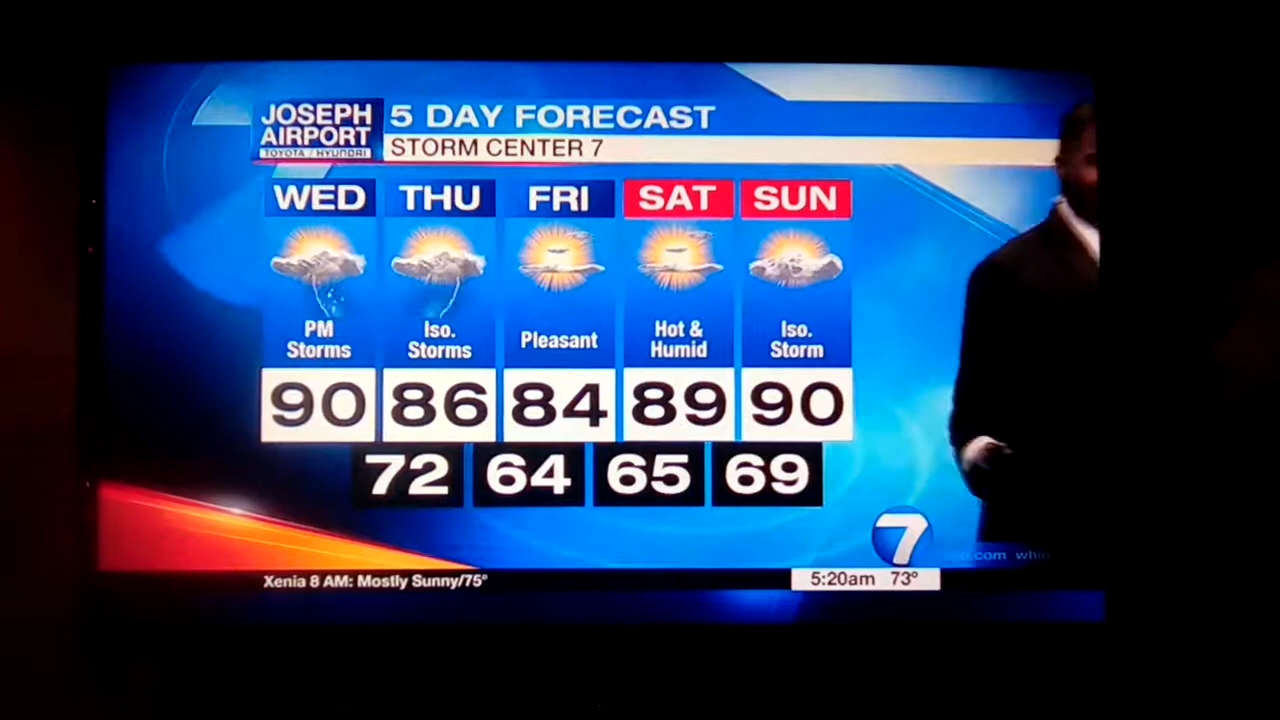 JOSEPH
AIRPORT
TOYOTA / HYUNDAI
5 DAY FORECAST
STORM CENTER 7
WED THU FRI SAT SUN
PM
Storms
Iso.
Storms
Pleasant
Hot &
Humid
Iso.
Storm
90 86 84 89 90
72 64 65 69
7
.com whio
Xenia 8 AM: Mostly Sunny/75°
5:20am 73°